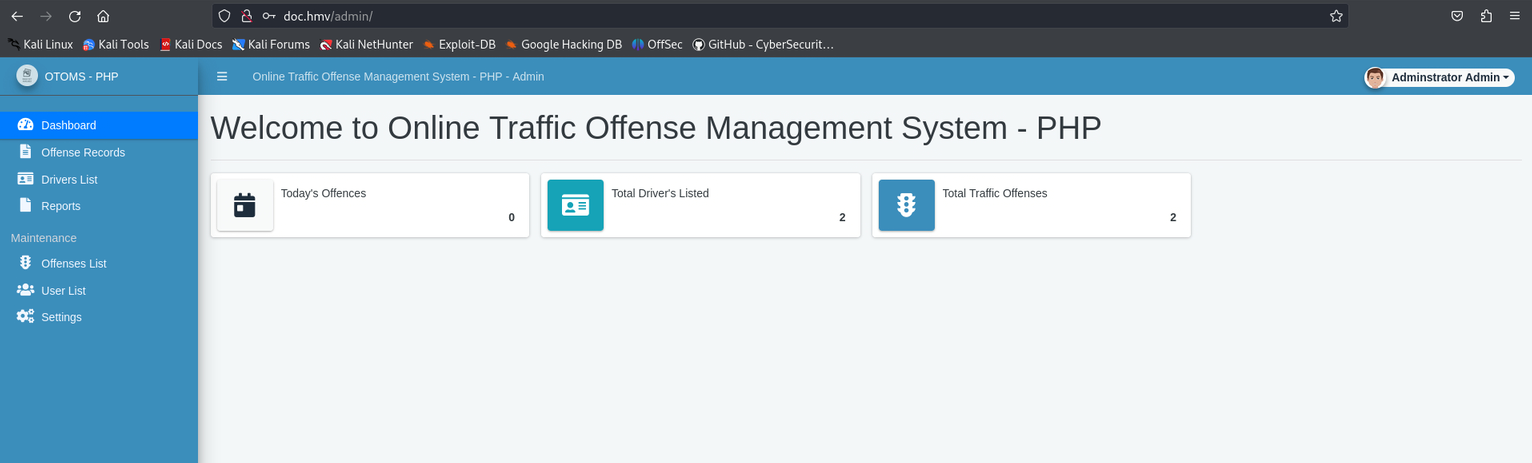 doc.hmv/admin/
Kali Linux Kali Tools Kali Docs Kali Forums Kali NetHunter Exploit-DB Google Hacking DB OffSec GitHub - CyberSecurit…
OTOMS - PHP
Online Traffic Offense Management System - PHP - Admin
Adminstrator Admin
Dashboard
Offense Records
Drivers List
Reports
Maintenance
Offenses List
User List
Settings
Welcome to Online Traffic Offense Management System - PHP
Today's Offences
0
Total Driver's Listed
2
Total Traffic Offenses
2